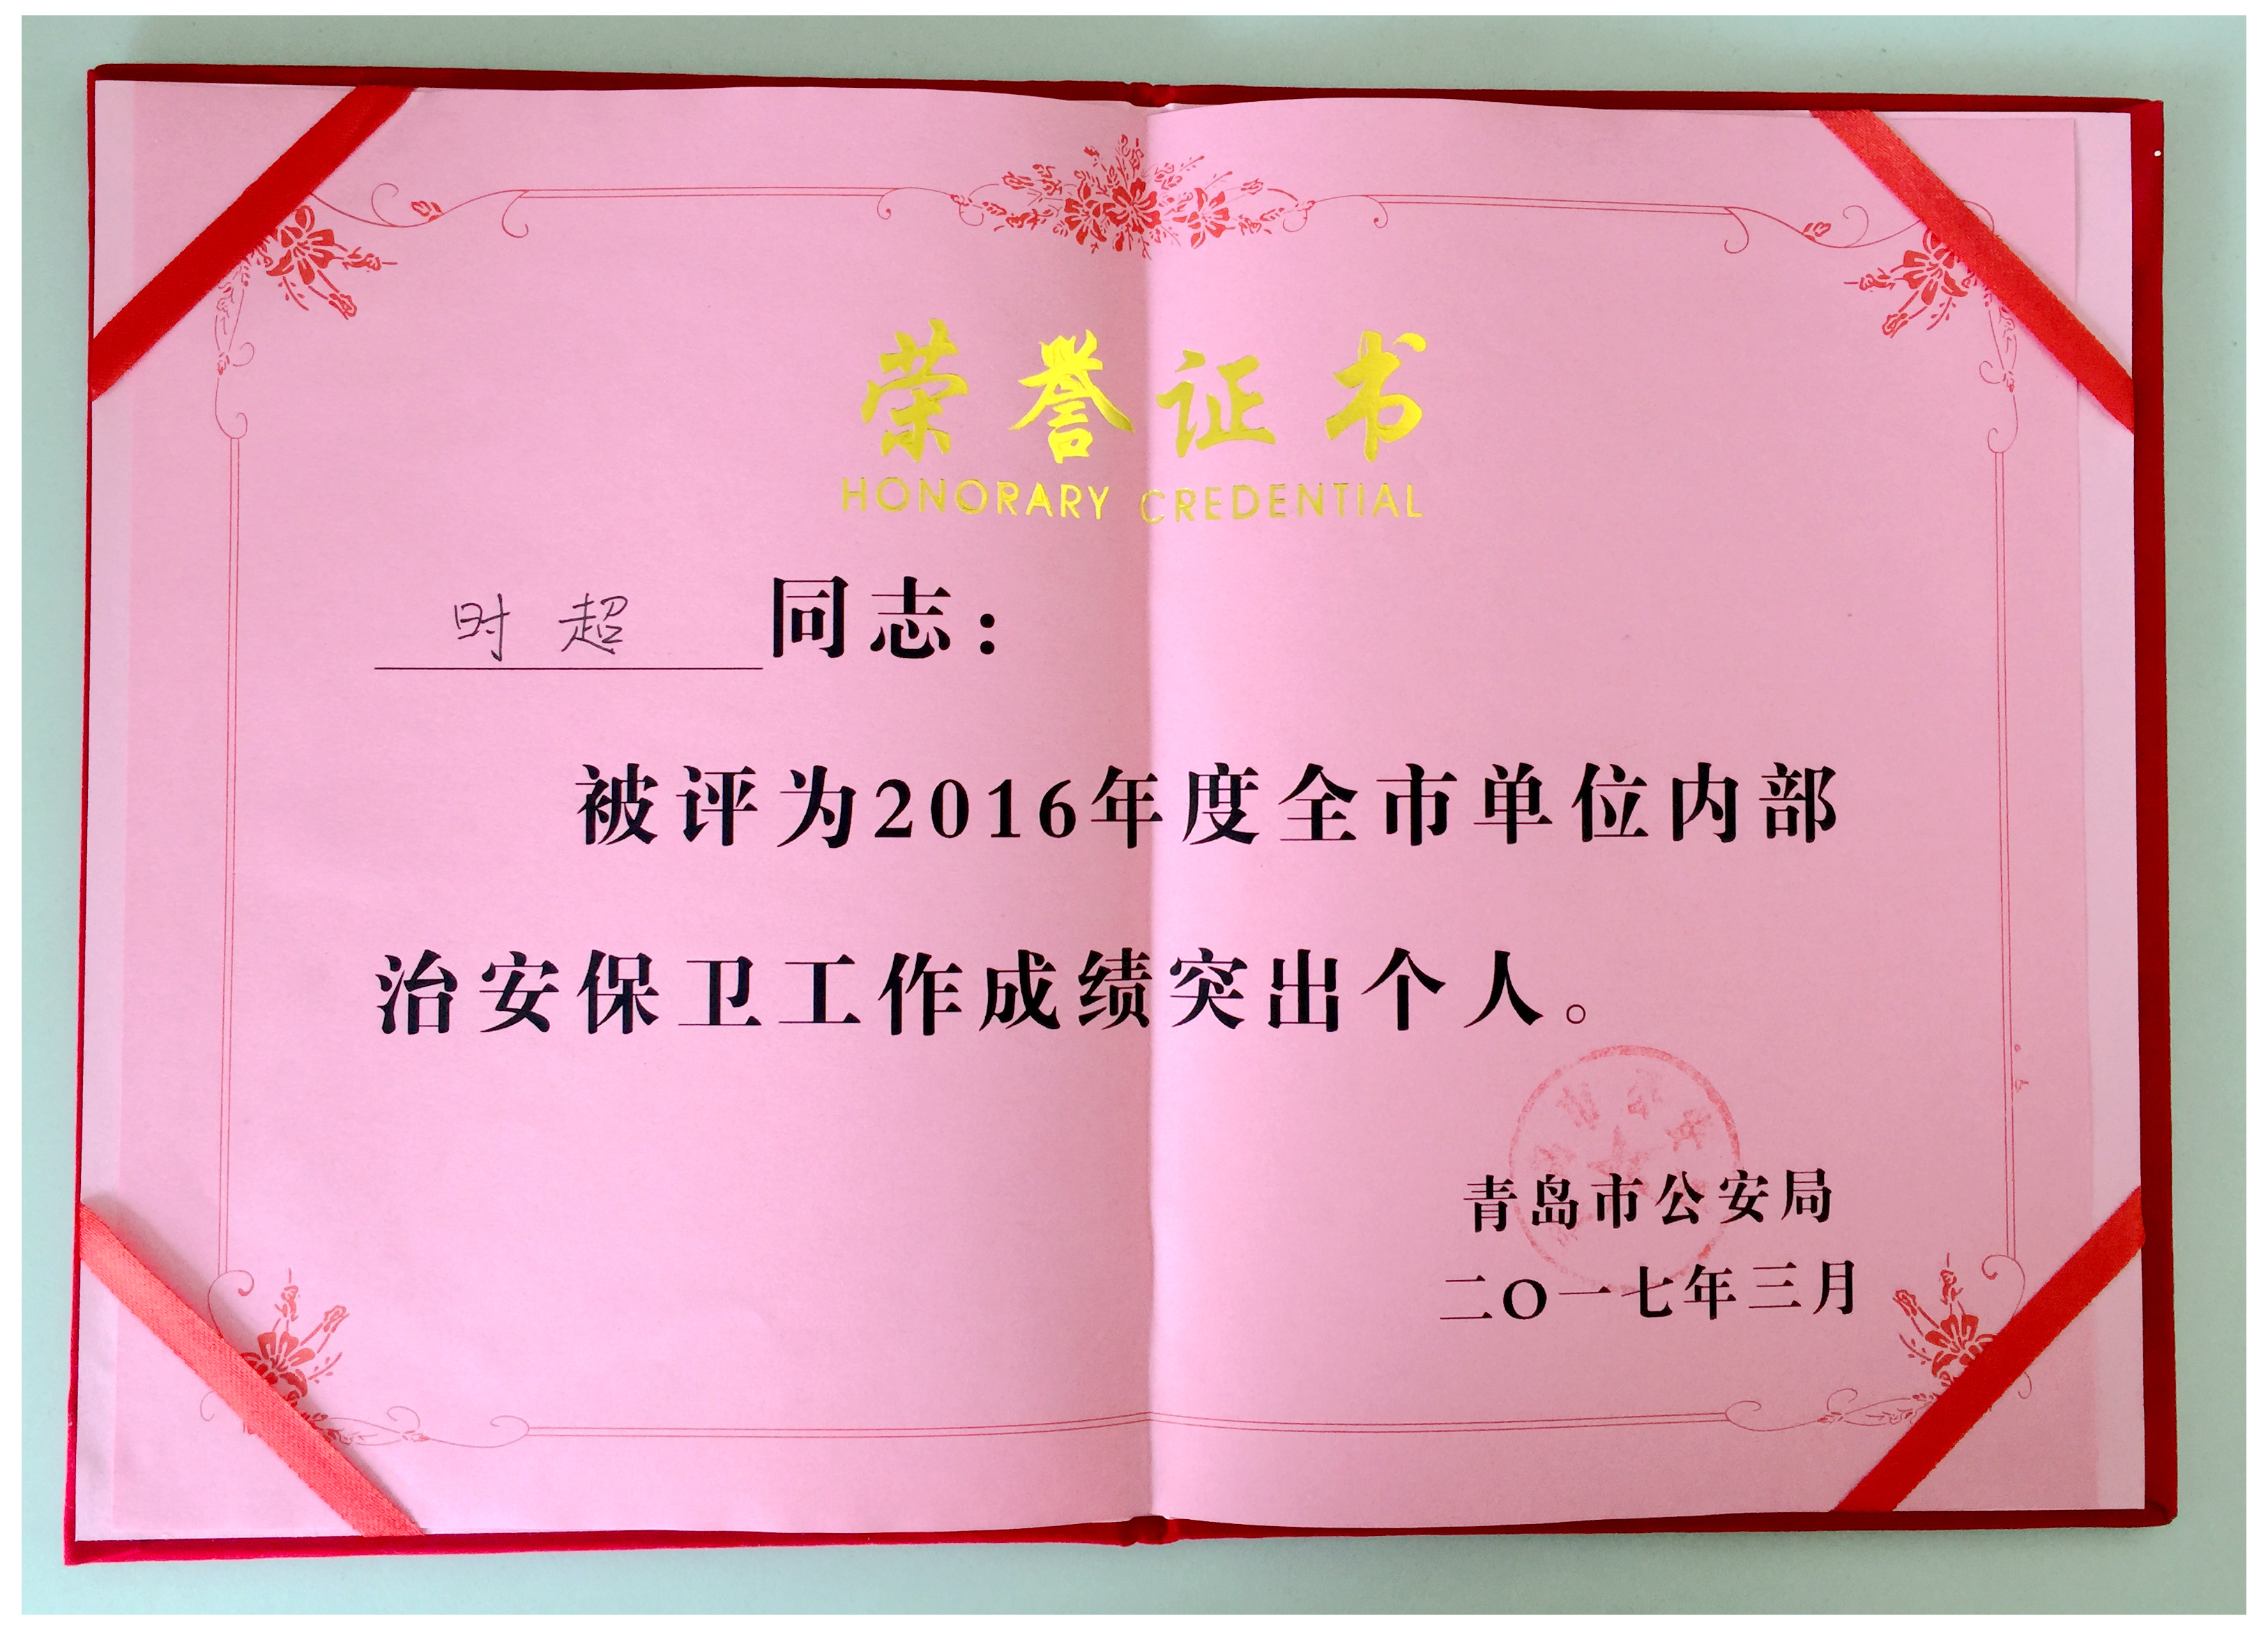 荣誉证书
HONORARY CREDENTIAL
时超 同志：
被评为2016年度全市单位内部
治安保卫工作成绩突出个人。
青岛市公安局
二〇一七年三月